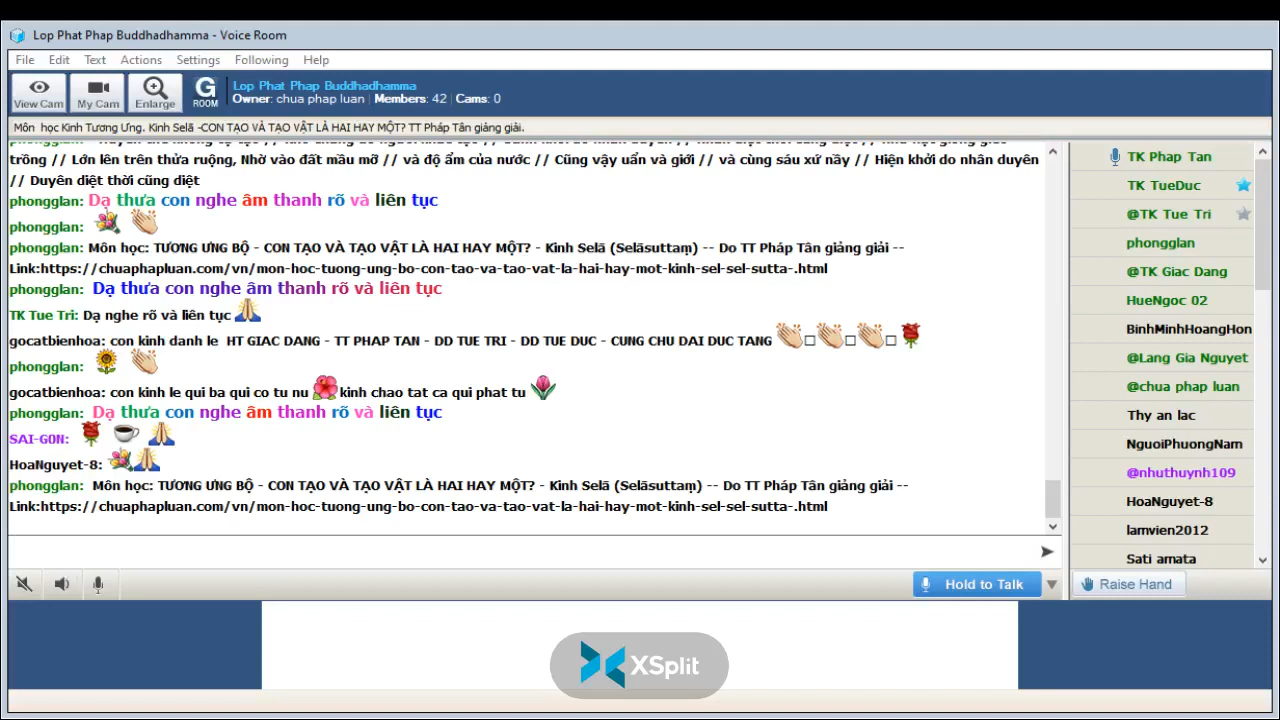 Lop Phat Phap Buddhadhamma - Voice Room
File Edit Text Actions Settings Following Help
View Cam My Cam Enlarge G ROOM
Lop Phat Phap Buddhadhamma
Owner: chua phap luan | Members: 42 | Cams: 0
Môn học Kinh Tương Ưng. Kinh Selā -CON TẠO VÀ TẠO VẬT LÀ HAI HAY MỘT? TT Pháp Tân giảng giải.
trồng // Lớn lên trên thửa ruộng, Nhờ vào đất mầu mỡ // và độ ẩm của nước // Cũng vậy uẩn và giới // và cùng sáu xứ nầy // Hiện khởi do nhân duyên
// Duyên diệt thời cũng diệt
phongglan: Dạ thưa con nghe âm thanh rõ và liên tục
phongglan:
phongglan: Môn học: TƯƠNG ƯNG BỘ - CON TẠO VÀ TẠO VẬT LÀ HAI HAY MỘT? - Kinh Selā (Selāsuttaṃ) -- Do TT Pháp Tân giảng giải --
Link:https://chuaphapluan.com/vn/mon-hoc-tuong-ung-bo-con-tao-va-tao-vat-la-hai-hay-mot-kinh-sel-sel-sutta-.html
phongglan: Dạ thưa con nghe âm thanh rõ và liên tục
TK Tue Tri: Dạ nghe rõ và liên tục
gocatbienhoa: con kinh danh le HT GIAC DANG - TT PHAP TAN - DD TUE TRI - DD TUE DUC - CUNG CHU DAI DUC TANG
phongglan:
gocatbienhoa: con kinh le qui ba qui co tu nu kinh chao tat ca qui phat tu
phongglan: Dạ thưa con nghe âm thanh rõ và liên tục
SAI-GON:
HoaNguyet-8:
phongglan: Môn học: TƯƠNG ƯNG BỘ - CON TẠO VÀ TẠO VẬT LÀ HAI HAY MỘT? - Kinh Selā (Selāsuttaṃ) -- Do TT Pháp Tân giảng giải --
Link:https://chuaphapluan.com/vn/mon-hoc-tuong-ung-bo-con-tao-va-tao-vat-la-hai-hay-mot-kinh-sel-sel-sutta-.html
TK Phap Tan
TK TueDuc
@TK Tue Tri
phongglan
@TK Giac Dang
HueNgoc 02
BinhMinhHoangHon
@Lang Gia Nguyet
@chua phap luan
Thy an lac
NguoiPhuongNam
@nhuthuynh109
HoaNguyet-8
lamvien2012
Sati amata
Hold to Talk
Raise Hand
XSplit